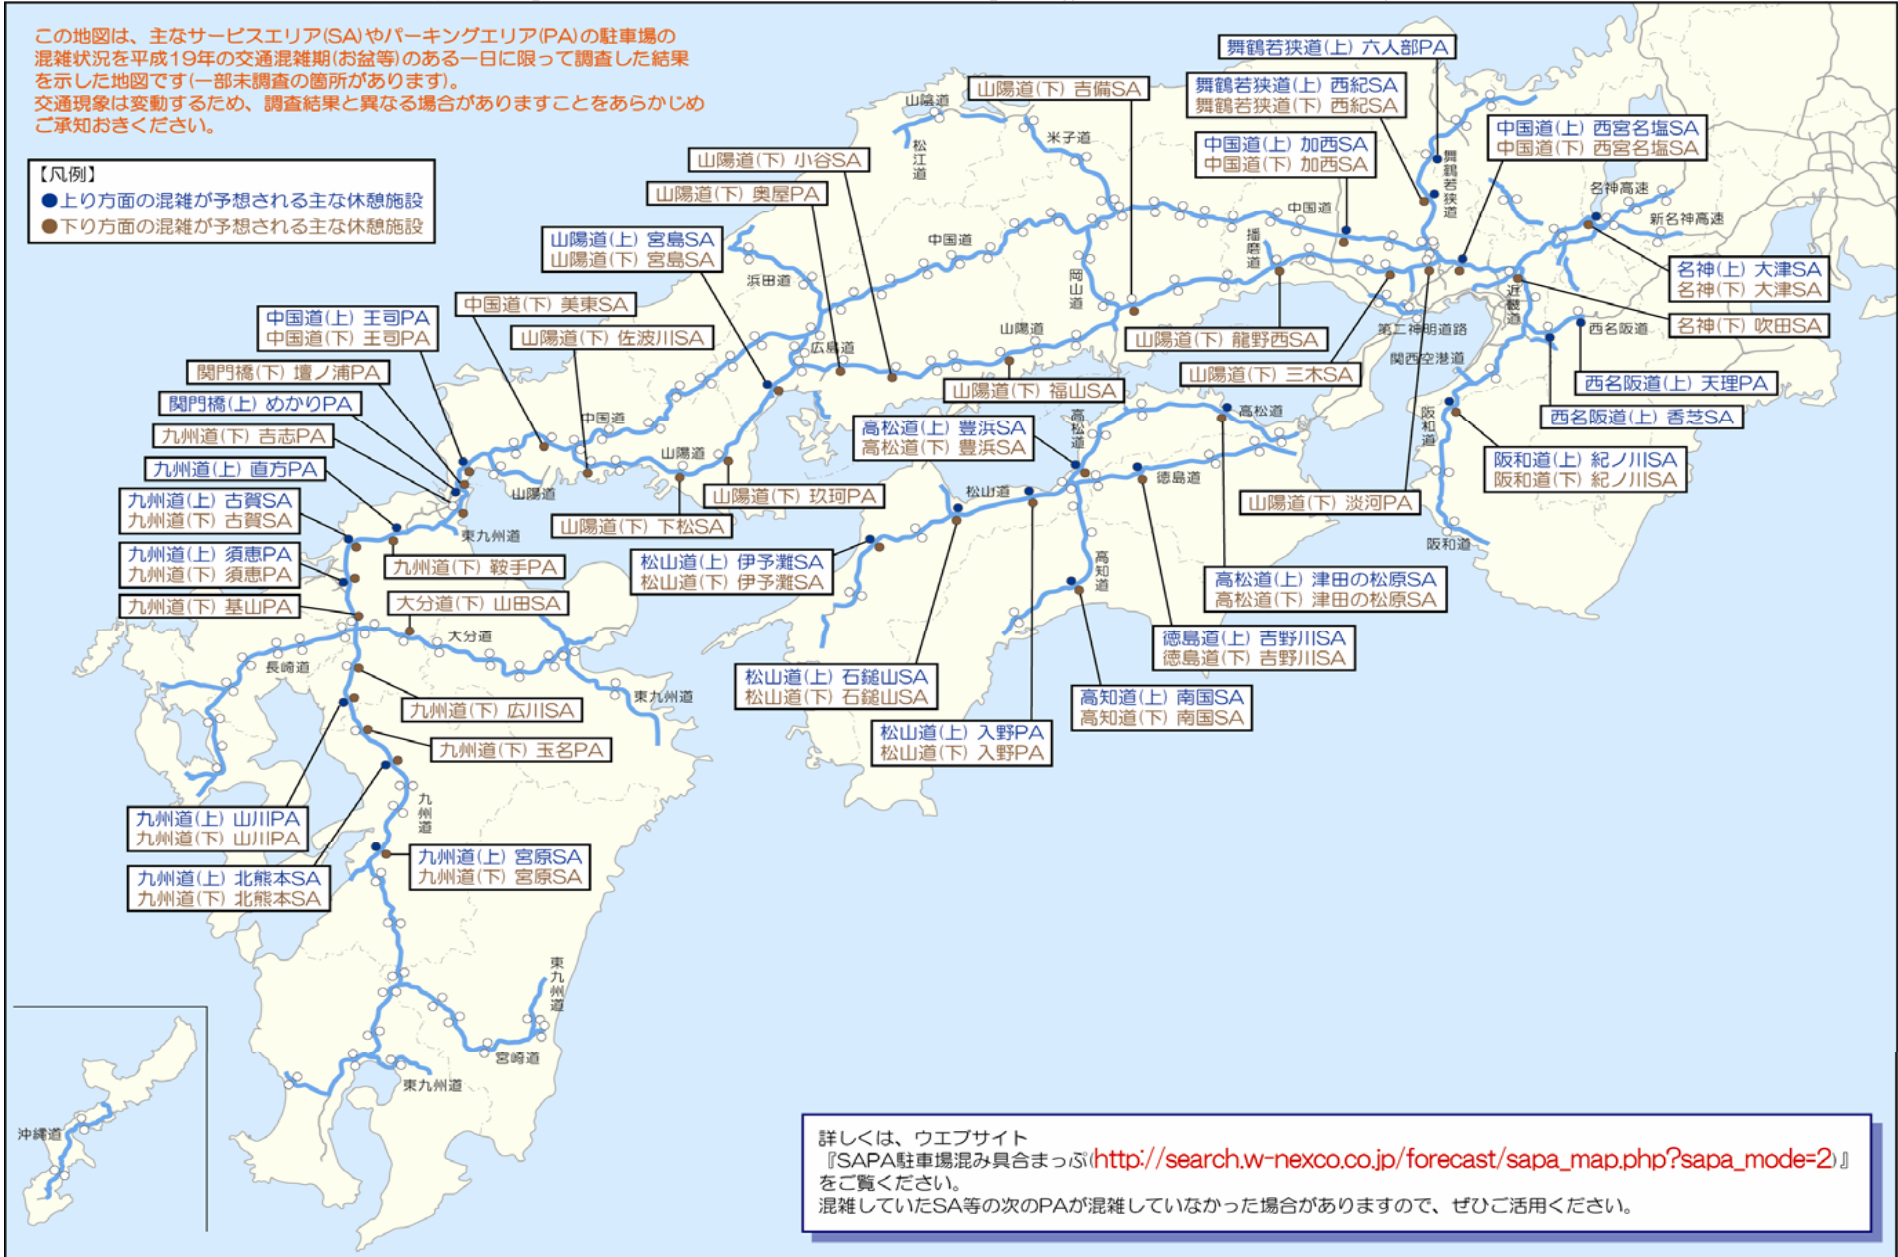 この地図は、主なサービスエリア(SA)やパーキングエリア(PA)の駐車場の
混雑状況を平成19年の交通混雑期(お盆等)のある一日に限って調査した結果
を示した地図です(一部未調査の箇所があります)。
交通現象は変動するため、調査結果と異なる場合がありますことをあらかじめ
ご承知おきください。
【凡例】
●上り方面の混雑が予想される主な休憩施設
●下り方面の混雑が予想される主な休憩施設
舞鶴若狭道(上) 六人部PA
舞鶴若狭道(上) 西紀SA
舞鶴若狭道(下) 西紀SA
山陽道(下) 吉備SA
中国道(上) 加西SA
中国道(下) 加西SA
中国道(上) 西宮名塩SA
中国道(下) 西宮名塩SA
山陽道(下) 小谷SA
山陽道(下) 奥屋PA
山陽道(上) 宮島SA
山陽道(下) 宮島SA
中国道(下) 美東SA
山陽道(下) 佐波川SA
中国道(上) 王司PA
中国道(下) 王司PA
関門橋(下) 壇ノ浦PA
関門橋(上) めかりPA
九州道(下) 吉志PA
九州道(上) 直方PA
九州道(上) 古賀SA
九州道(下) 古賀SA
九州道(上) 須恵PA
九州道(下) 須恵PA
九州道(下) 基山PA
九州道(下) 鞍手PA
大分道(下) 山田SA
九州道(下) 広川SA
九州道(下) 玉名PA
九州道(上) 山川PA
九州道(下) 山川PA
九州道(上) 北熊本SA
九州道(下) 北熊本SA
九州道(上) 宮原SA
九州道(下) 宮原SA
名神(上) 大津SA
名神(下) 大津SA
名神(下) 吹田SA
山陽道(下) 龍野西SA
山陽道(下) 三木SA
山陽道(下) 福山SA
西名阪道(上) 天理PA
西名阪道(上) 香芝SA
阪和道(上) 紀ノ川SA
阪和道(下) 紀ノ川SA
山陽道(下) 淡河PA
高松道(上) 豊浜SA
高松道(下) 豊浜SA
山陽道(下) 玖珂PA
山陽道(下) 下松SA
松山道(上) 伊予灘SA
松山道(下) 伊予灘SA
高松道(上) 津田の松原SA
高松道(下) 津田の松原SA
徳島道(上) 吉野川SA
徳島道(下) 吉野川SA
松山道(上) 石鎚山SA
松山道(下) 石鎚山SA
高知道(上) 南国SA
高知道(下) 南国SA
松山道(上) 入野PA
松山道(下) 入野PA
山陰道
松江道
米子道
中国道
中国道
浜田道
岡山道
播磨道
舞鶴若狭道
名神高速
新名神高速
近畿道
西名阪道
第二神明道路
関西空港道
阪和道
阪和道
山陽道
広島道
中国道
山陽道
山陽道
高松道
高松道
徳島道
松山道
高知道
東九州道
大分道
長崎道
東九州道
九州道
東九州道
宮崎道
東九州道
沖縄道
詳しくは、ウエブサイト
『SAPA駐車場混み具合まっぷ(http://search.w-nexco.co.jp/forecast/sapa_map.php?sapa_mode=2)』
をご覧ください。
混雑していたSA等の次のPAが混雑していなかった場合がありますので、ぜひご活用ください。